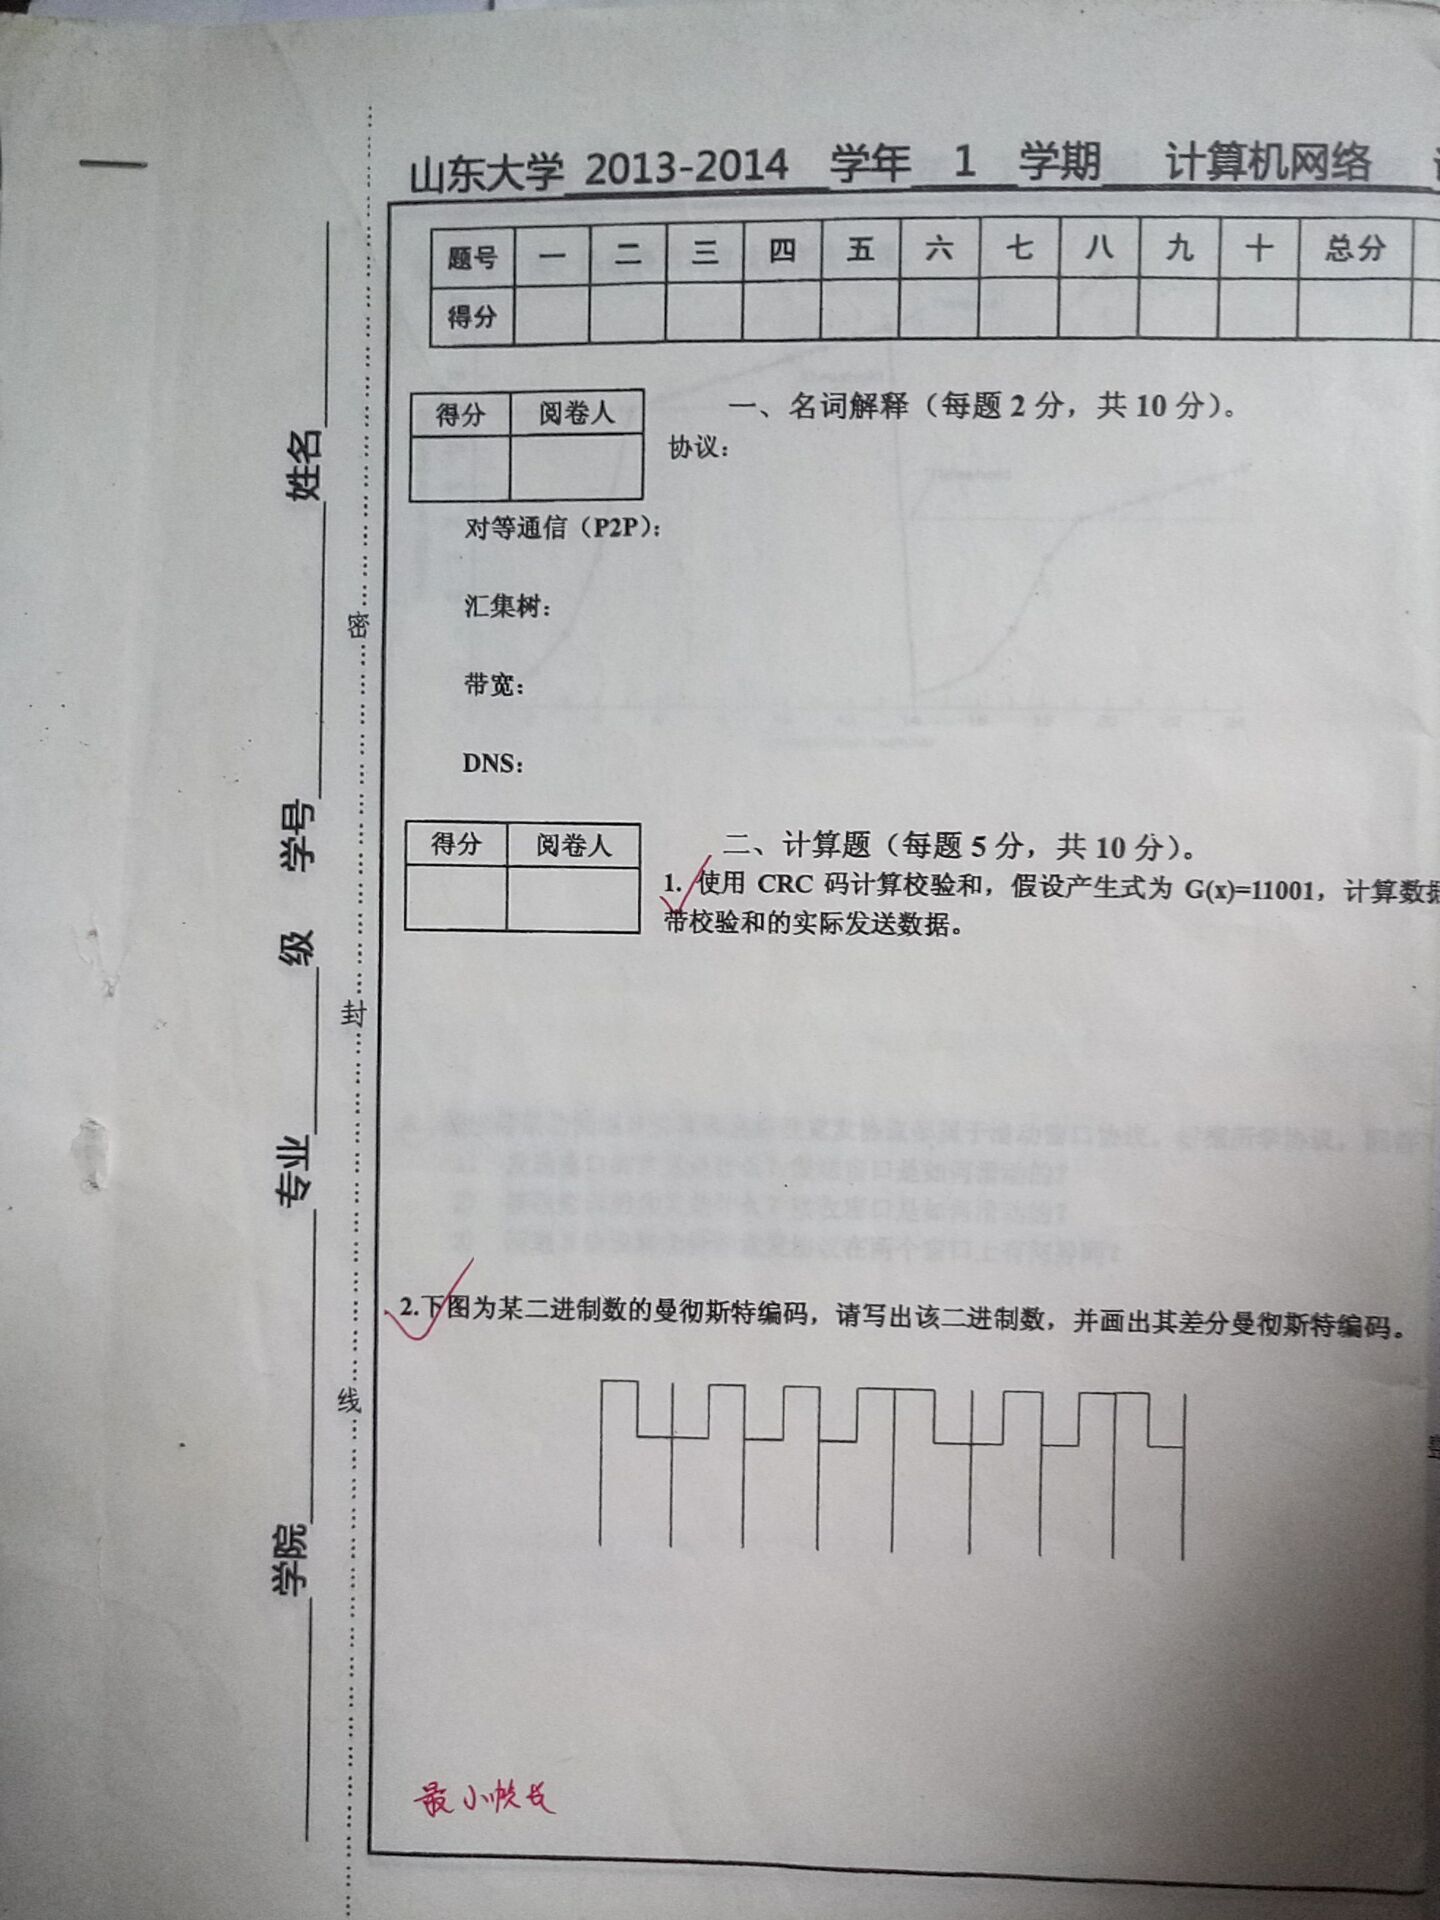 山东大学 2013-2014 学年 1 学期 计算机网络
题号 一 二 三 四 五 六 七 八 九 十 总分
得分
得分 阅卷人
一、名词解释（每题2分，共10分）。
协议：
对等通信（P2P）：
汇集树：
带宽：
DNS：
得分 阅卷人
二、计算题（每题5分，共10分）。
1. 使用 CRC 码计算校验和，假设产生式为 G(x)=11001，计算数据
带校验和的实际发送数据。
2.下图为某二进制数的曼彻斯特编码，请写出该二进制数，并画出其差分曼彻斯特编码。
最小帧长
姓名
学号
级
专业
学院
密
封
线